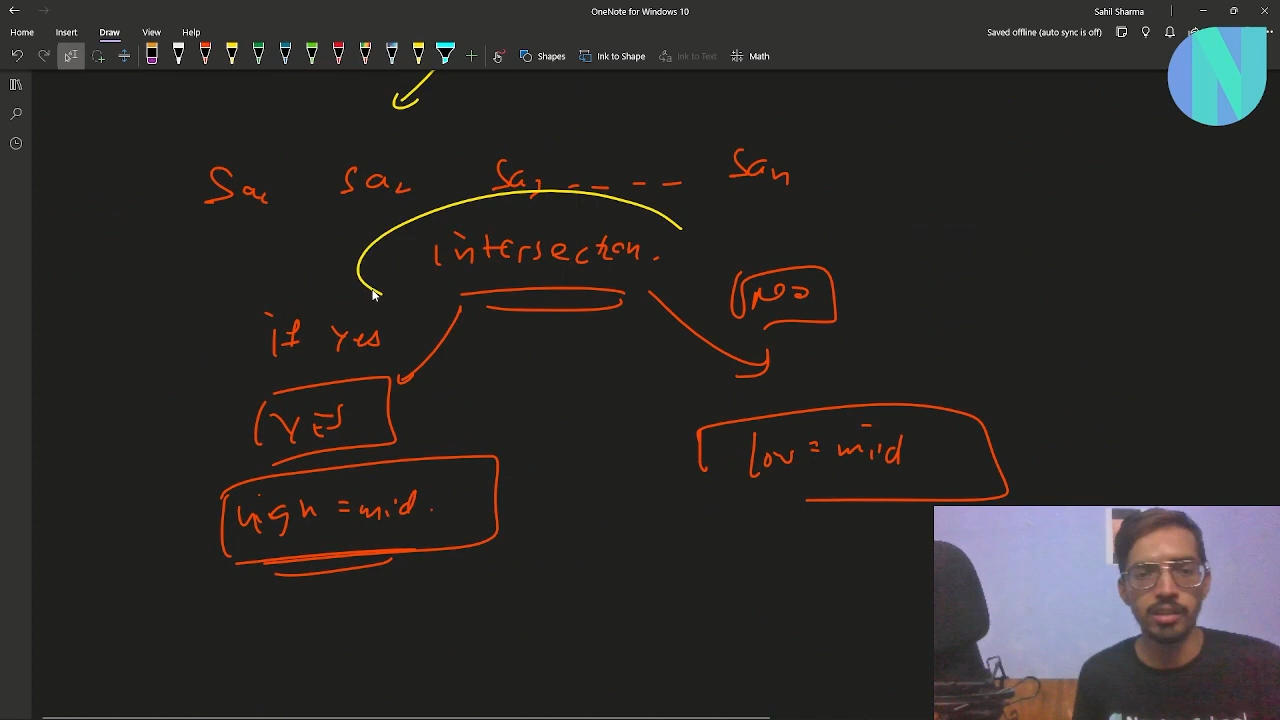 OneNote for Windows 10
Sahil Sharma
Home Insert Draw View Help
Saved offline (auto sync is off)
Shapes Ink to Shape Ink to Text Math
Sa₁ Sa₂ Sa₃ - - - - San
intersection.
if Yes
YES
high = mid.
low = mid
N